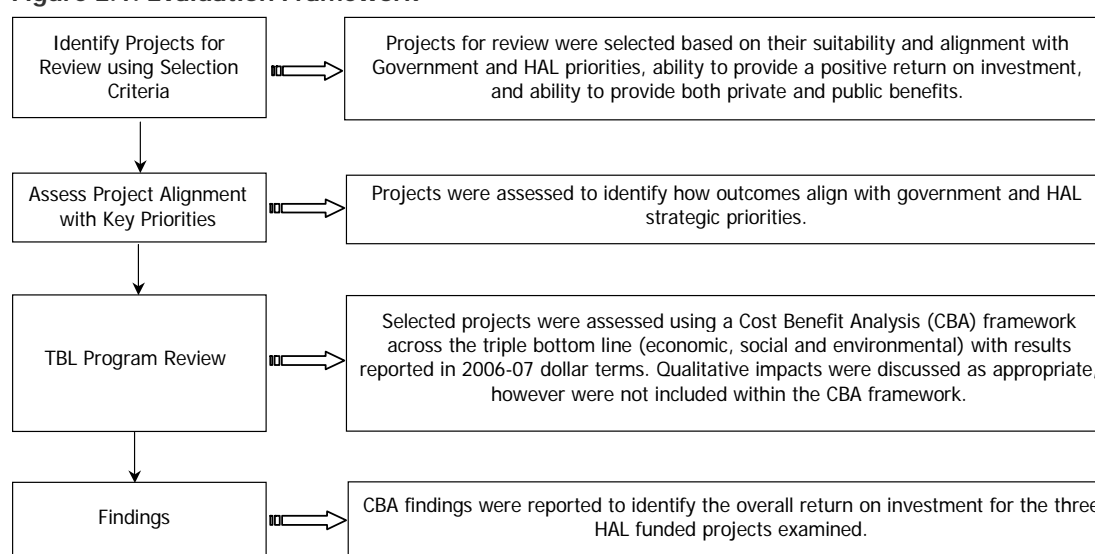 Identify Projects for
Review using Selection
Criteria
Projects for review were selected based on their suitability and alignment with
Government and HAL priorities, ability to provide a positive return on investment,
and ability to provide both private and public benefits.
Assess Project Alignment
with Key Priorities
Projects were assessed to identify how outcomes align with government and HAL
strategic priorities.
TBL Program Review
Selected projects were assessed using a Cost Benefit Analysis (CBA) framework
across the triple bottom line (economic, social and environmental) with results
reported in 2006-07 dollar terms. Qualitative impacts were discussed as appropriate,
however were not included within the CBA framework.
Findings
CBA findings were reported to identify the overall return on investment for the three
HAL funded projects examined.